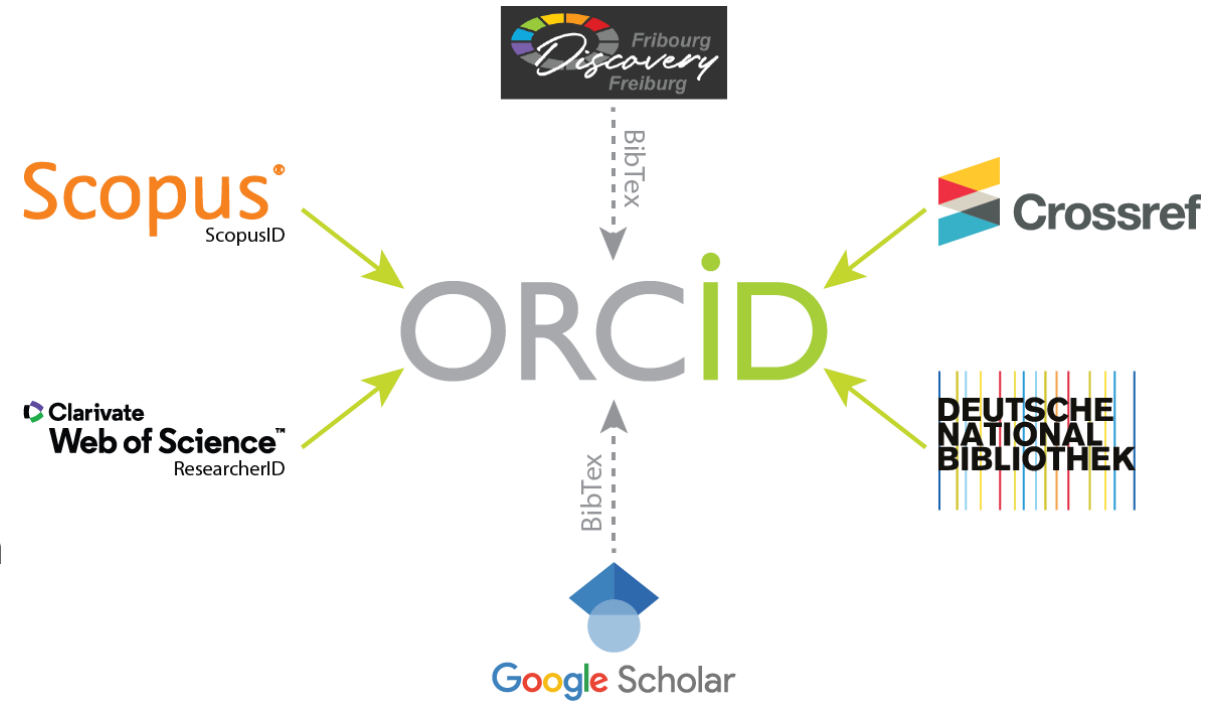 Fribourg
Discovery
Freiburg
BibTex
Scopus
ScopusID
Crossref
ORCiD
Clarivate
Web of Science™
ResearcherID
DEUTSCHE
NATIONAL
BIBLIOTHEK
BibTex
Google Scholar